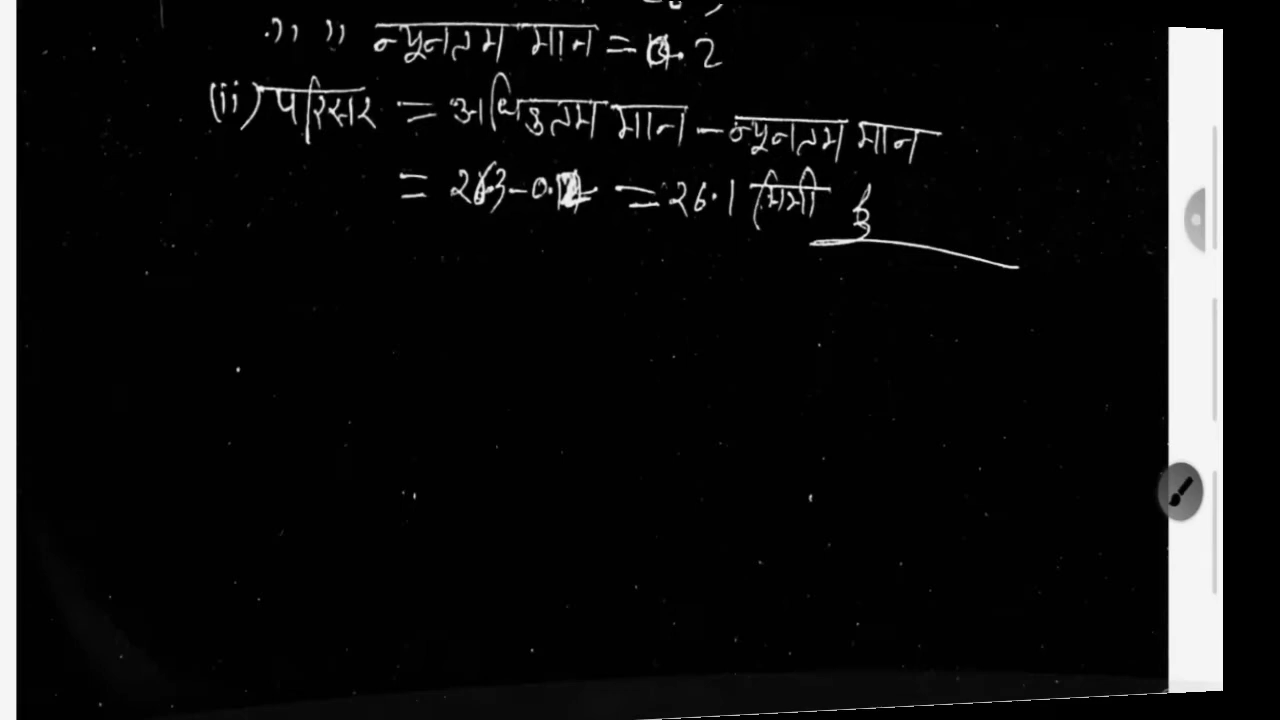 ,, ,, न्यूनतम मान = 0.2
(ii) परिसर = अधिकतम मान - न्यूनतम मान
= 26.3 - 0.2 = 26.1 मिमी